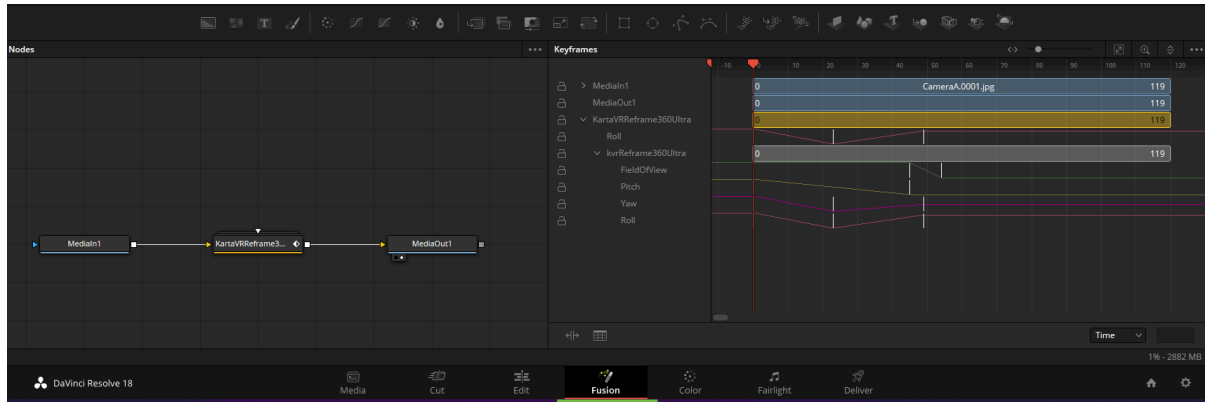 Nodes
Keyframes
-10 0 10 20 30 40 50 60 70 80 90 100 110 120
MediaIn1
0 CameraA.0001.jpg 119
MediaOut1
0 119
KartaVRReframe360Ultra
0 119
Roll
kvrReframe360Ultra
0 119
FieldOfView
Pitch
Yaw
Roll
MediaIn1
KartaVRReframe3...
MediaOut1
Time
1% - 2882 MB
DaVinci Resolve 18
Media
Cut
Edit
Fusion
Color
Fairlight
Deliver